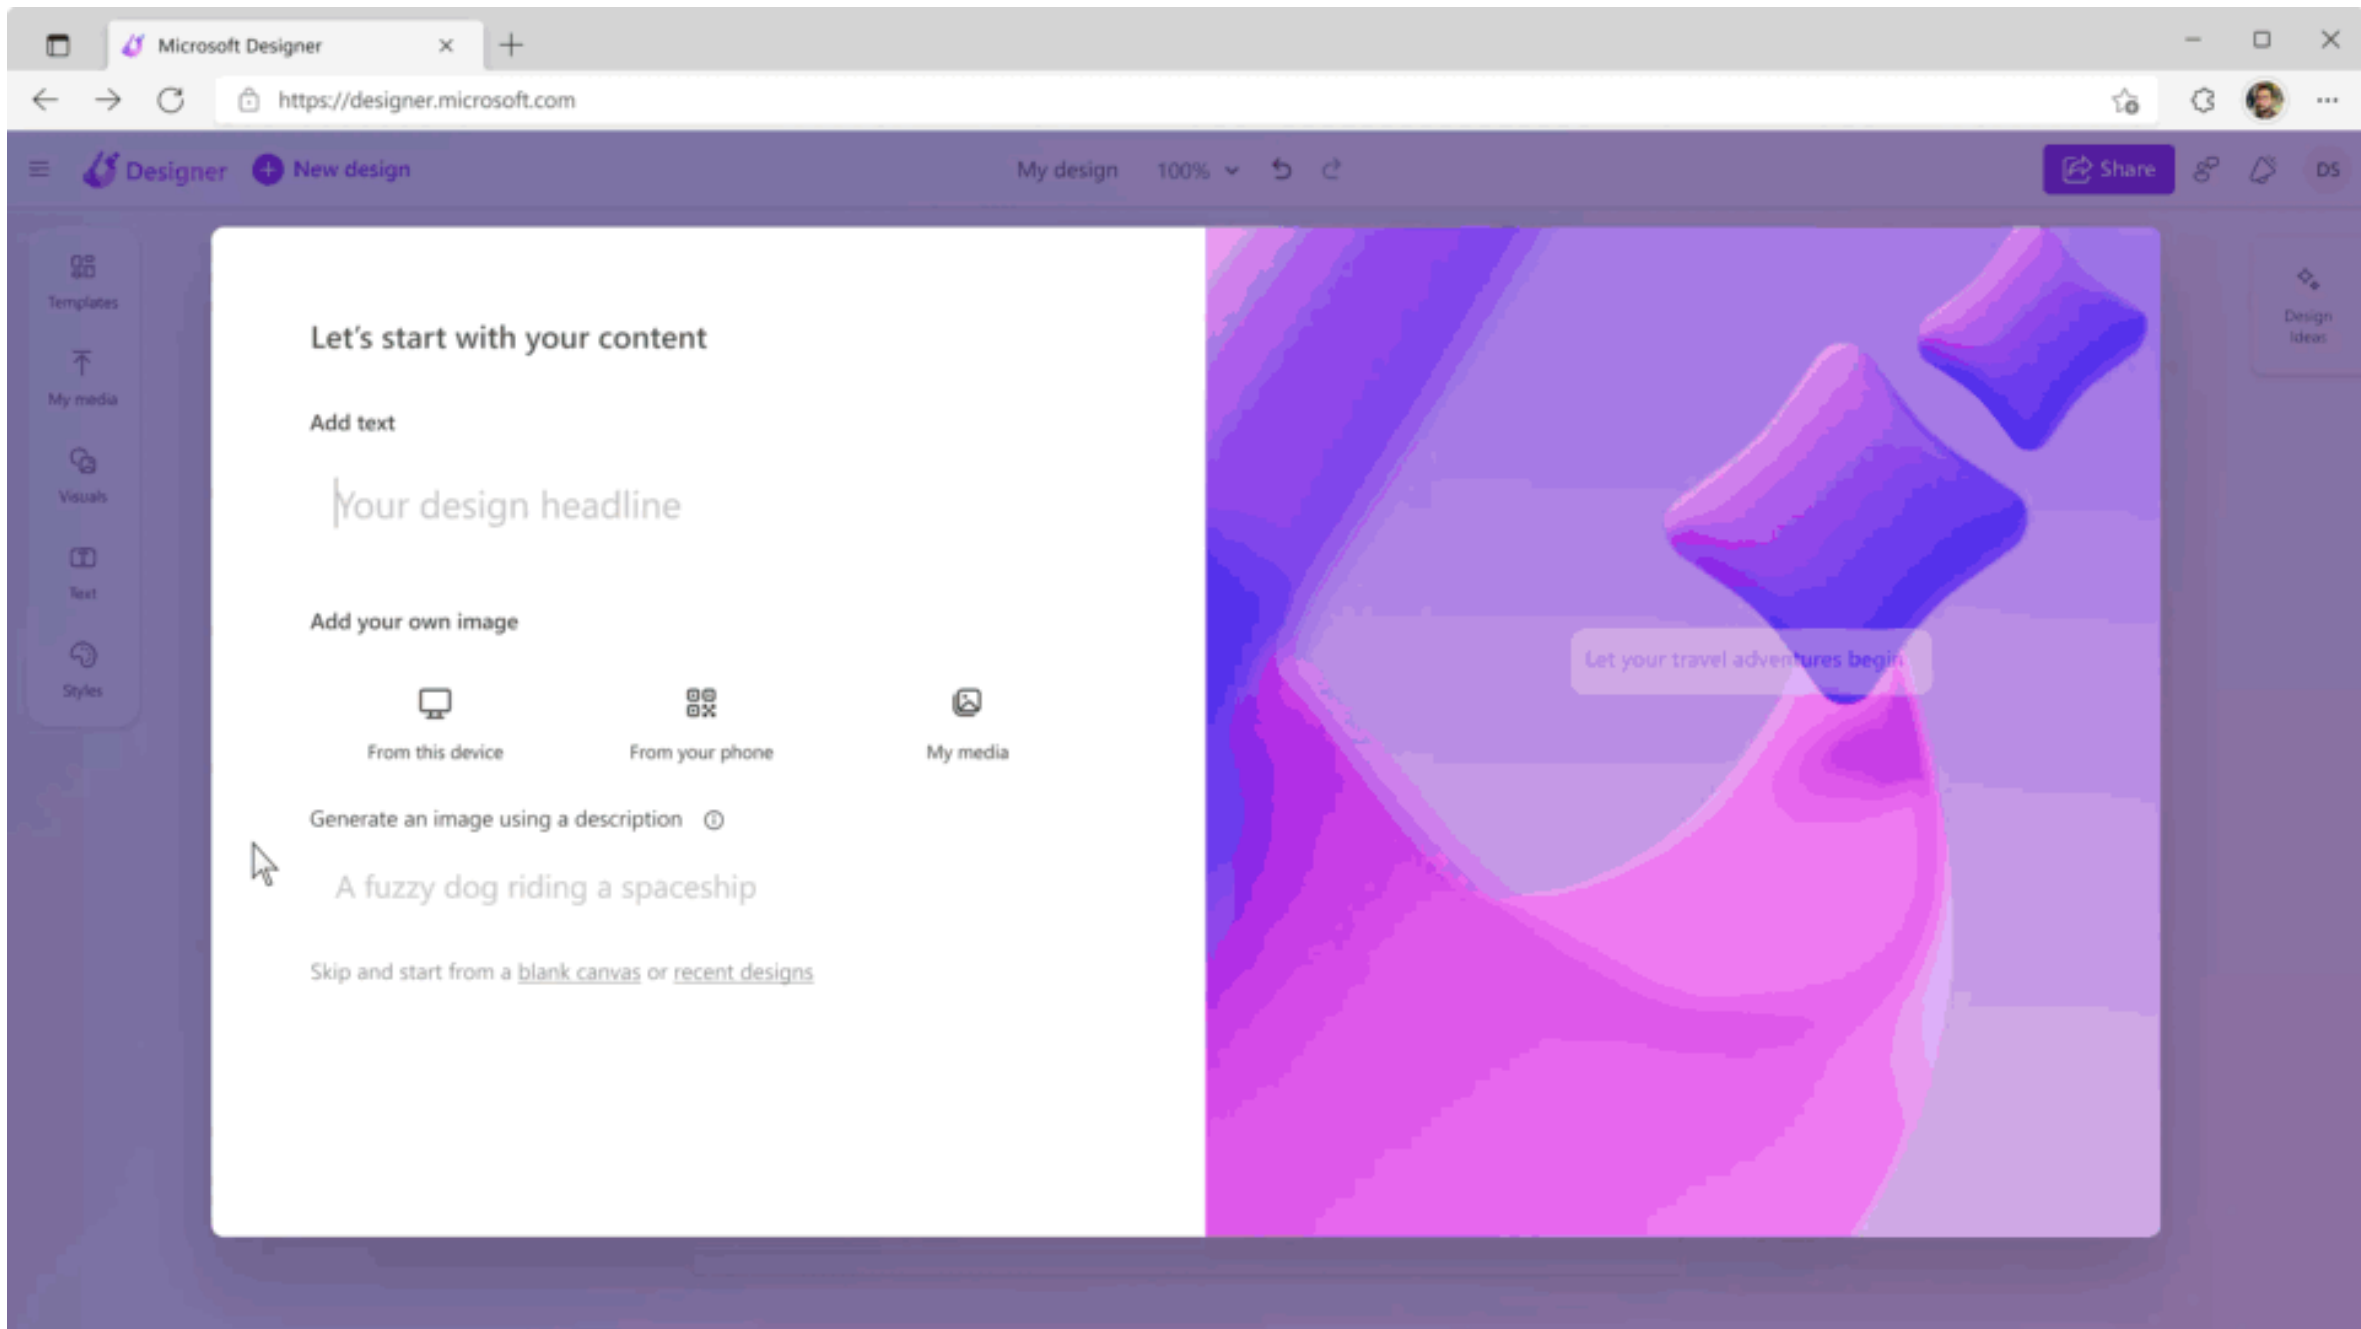 Microsoft Designer
https://designer.microsoft.com
Designer
New design
My design
100%
Share
DS
Templates
My media
Visuals
Text
Styles
Let's start with your content
Add text
Your design headline
Add your own image
From this device
From your phone
My media
Generate an image using a description
A fuzzy dog riding a spaceship
Skip and start from a blank canvas or recent designs
Let your travel adventures begin
Design
Ideas